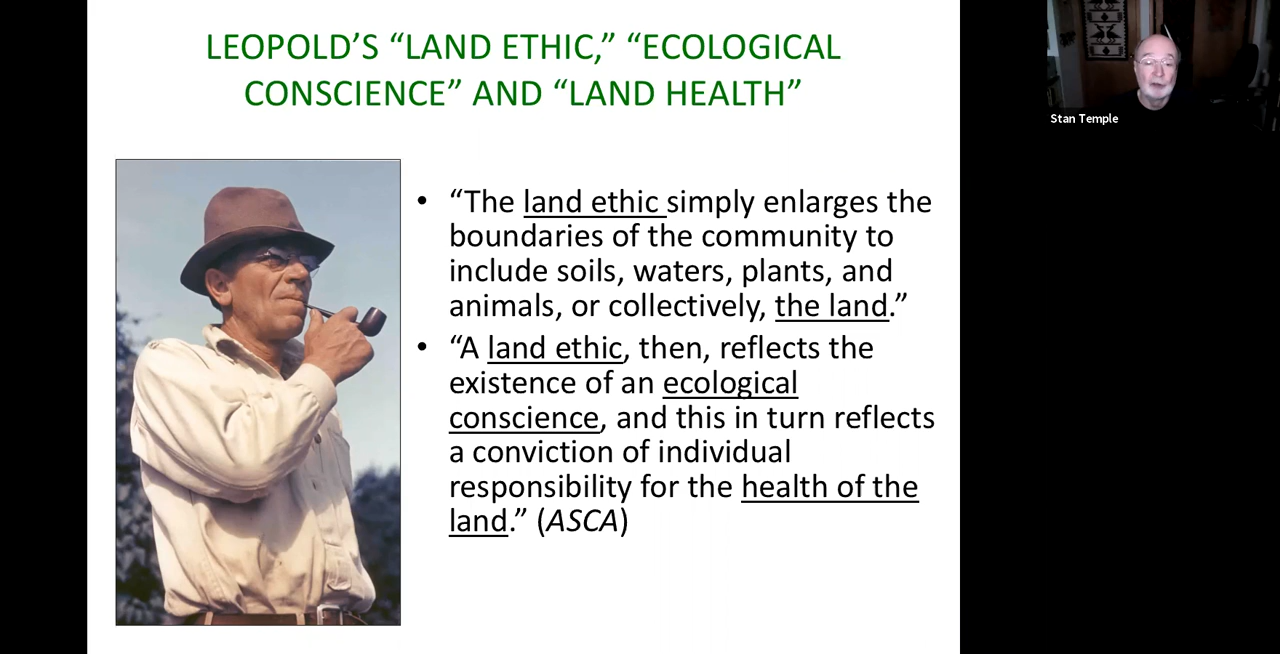 LEOPOLD’S “LAND ETHIC,” “ECOLOGICAL
CONSCIENCE” AND “LAND HEALTH”
Stan Temple
• “The land ethic simply enlarges the
boundaries of the community to
include soils, waters, plants, and
animals, or collectively, the land.”
• “A land ethic, then, reflects the
existence of an ecological
conscience, and this in turn reflects
a conviction of individual
responsibility for the health of the
land.” (ASCA)